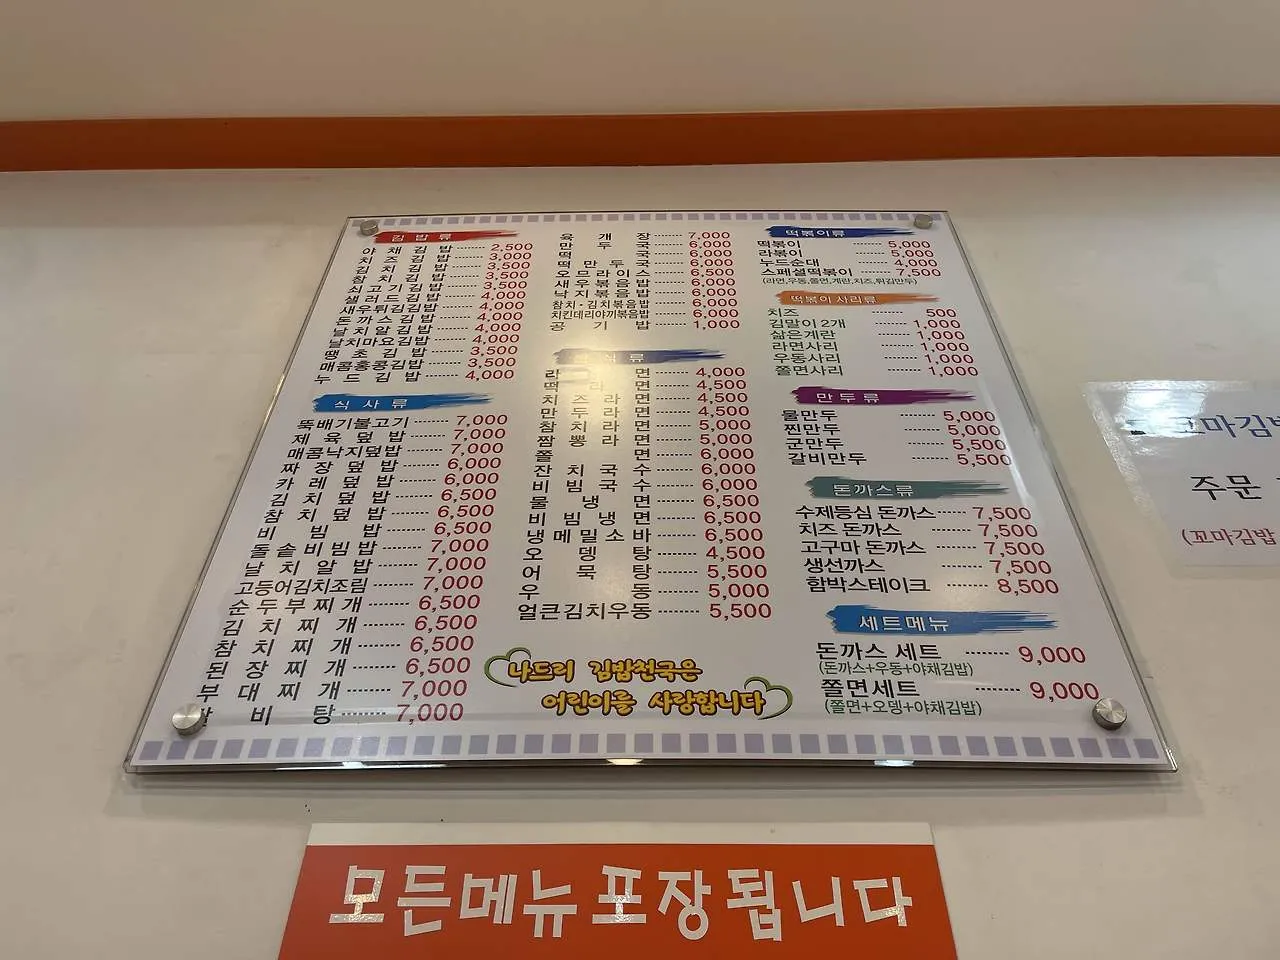 김밥류
야채김밥 ········ 2,500
치즈김밥 ········ 3,000
김치김밥 ········ 3,500
참치김밥 ········ 3,500
쇠고기김밥 ········ 3,500
샐러드김밥 ········ 4,000
새우튀김김밥 ········ 4,000
돈까스김밥 ········ 4,000
날치알김밥 ········ 4,000
날치마요김밥 ········ 4,000
땡초김밥 ········ 3,500
매콤홍콩김밥 ········ 3,500
누드김밥 ········ 4,000
식사류
뚝배기불고기 ········ 7,000
제육덮밥 ········ 7,000
매콤낙지덮밥 ········ 7,000
짜장덮밥 ········ 6,000
카레덮밥 ········ 6,000
김치덮밥 ········ 6,500
참치덮밥 ········ 6,500
비빔밥 ········ 6,500
돌솥비빔밥 ········ 7,000
날치알밥 ········ 7,000
고등어김치조림 ········ 7,000
순두부찌개 ········ 6,500
김치찌개 ········ 6,500
참치찌개 ········ 6,500
된장찌개 ········ 6,500
부대찌개 ········ 7,000
비탕 ········ 7,000
육개장 ········ 7,000
만두국 ········ 6,000
떡국 ········ 6,000
떡만두국 ········ 6,000
오므라이스 ········ 6,500
새우볶음밥 ········ 6,000
낙지볶음밥 ········ 6,000
참치·김치볶음밥 ········ 6,000
치킨데리야끼볶음밥 ········ 6,000
공기밥 ········ 1,000
식류
라면 ········ 4,000
떡라면 ········ 4,500
치즈라면 ········ 4,500
만두라면 ········ 4,500
참치라면 ········ 5,000
짬뽕라면 ········ 5,000
쫄면 ········ 6,000
잔치국수 ········ 6,000
비빔국수 ········ 6,000
물냉면 ········ 6,500
비빔냉면 ········ 6,500
냉메밀소바 ········ 6,500
오뎅탕 ········ 4,500
어묵탕 ········ 5,500
우동 ········ 5,000
얼큰김치우동 ········ 5,500
나드리 김밥천국은
어린이를 사랑합니다
떡볶이류
떡볶이 ········ 5,000
라볶이 ········ 5,000
누드순대 ········ 4,000
스페셜떡볶이 ········ 7,500
(라면,우동,쫄면,계란,치즈,튀김만두)
떡볶이 사리류
치즈 ········ 500
김말이 2개 ········ 1,000
삶은계란 ········ 1,000
라면사리 ········ 1,000
우동사리 ········ 1,000
쫄면사리 ········ 1,000
만두류
물만두 ········ 5,000
찐만두 ········ 5,000
군만두 ········ 5,500
갈비만두 ········ 5,500
돈까스류
수제등심 돈까스 ····· 7,500
치즈 돈까스 ········ 7,500
고구마 돈까스 ······ 7,500
생선까스 ········ 7,500
함박스테이크 ········ 8,500
세트메뉴
돈까스 세트 ········ 9,000
(돈까스+우동+야채김밥)
쫄면세트 ········ 9,000
(쫄면+오뎅+야채김밥)
꼬마김밥
주문
(꼬마김밥
모든메뉴포장됩니다